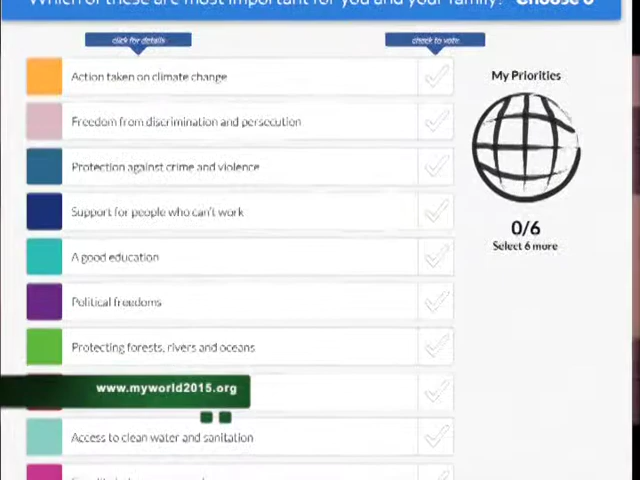 Which of these are most important for you and your family?
click for details
check to vote
Action taken on climate change
My Priorities
Freedom from discrimination and persecution
Protection against crime and violence
Support for people who can't work
0/6
Select 6 more
A good education
Political freedoms
Protecting forests, rivers and oceans
www.myworld2015.org
Access to clean water and sanitation